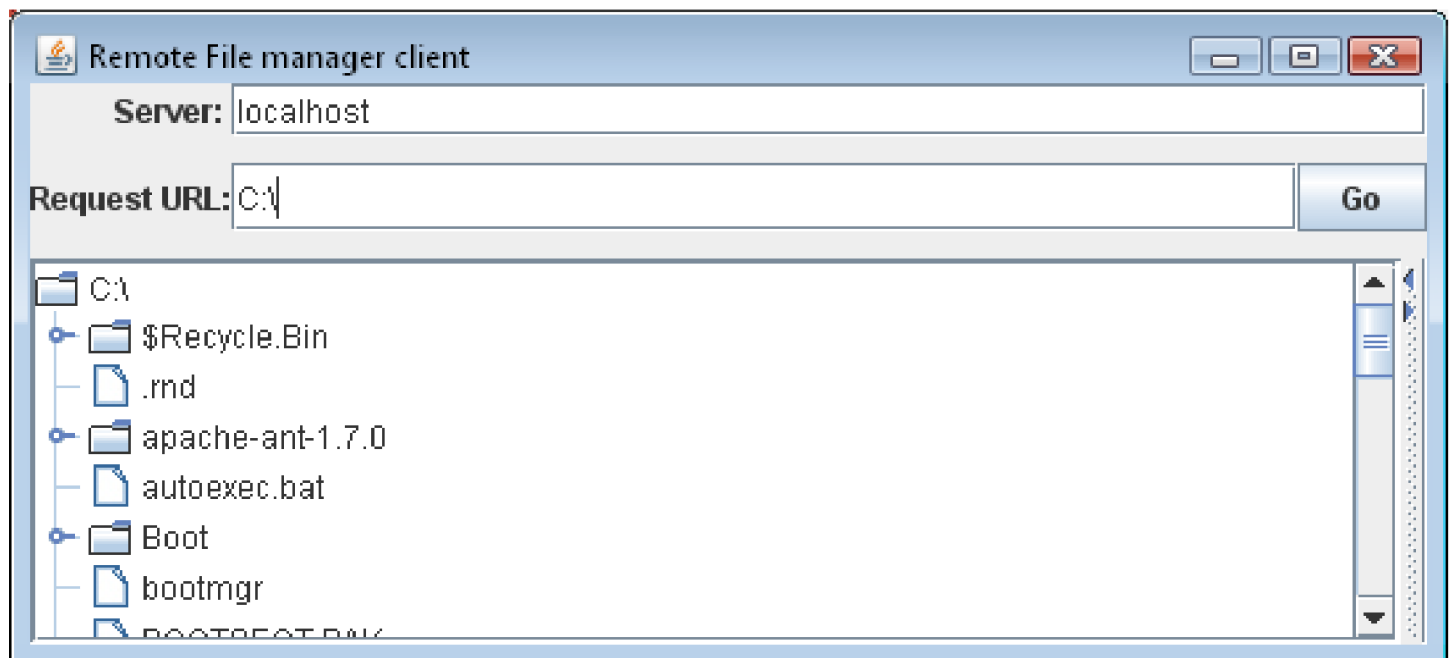 Remote File manager client
Server: localhost
Request URL: C:\ Go
C:\
$Recycle.Bin
.rnd
apache-ant-1.7.0
autoexec.bat
Boot
bootmgr